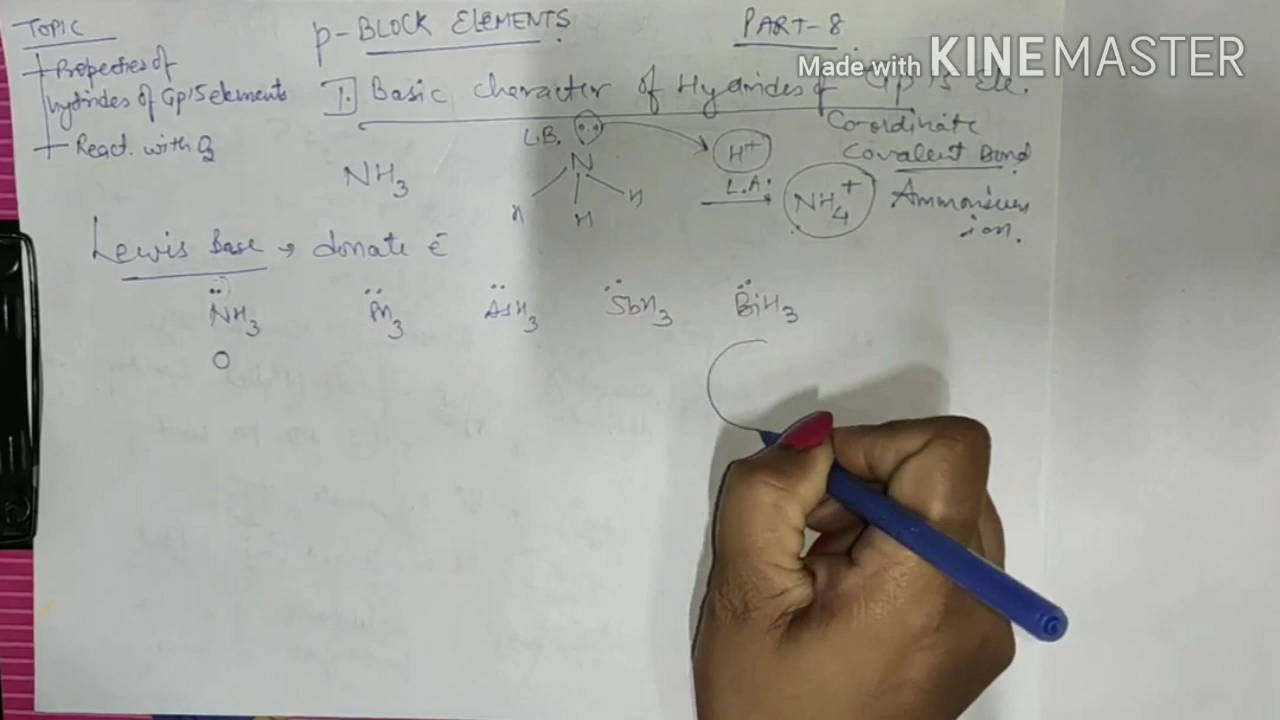 TOPIC
p-BLOCK ELEMENTS
PART-8
Made with KINEMASTER
Properties of
hydrides of Gp 15 elements
React. with O2
1. Basic character of Hydrides of Gp 15 Ele.
L.B.
NH3
N
H
H
H
H+
L.A.
NH4+
Coordinate
Covalent Bond
Ammonium
ion.
Lewis Base → donate e-
NH3 PH3 AsH3 SbH3 BiH3